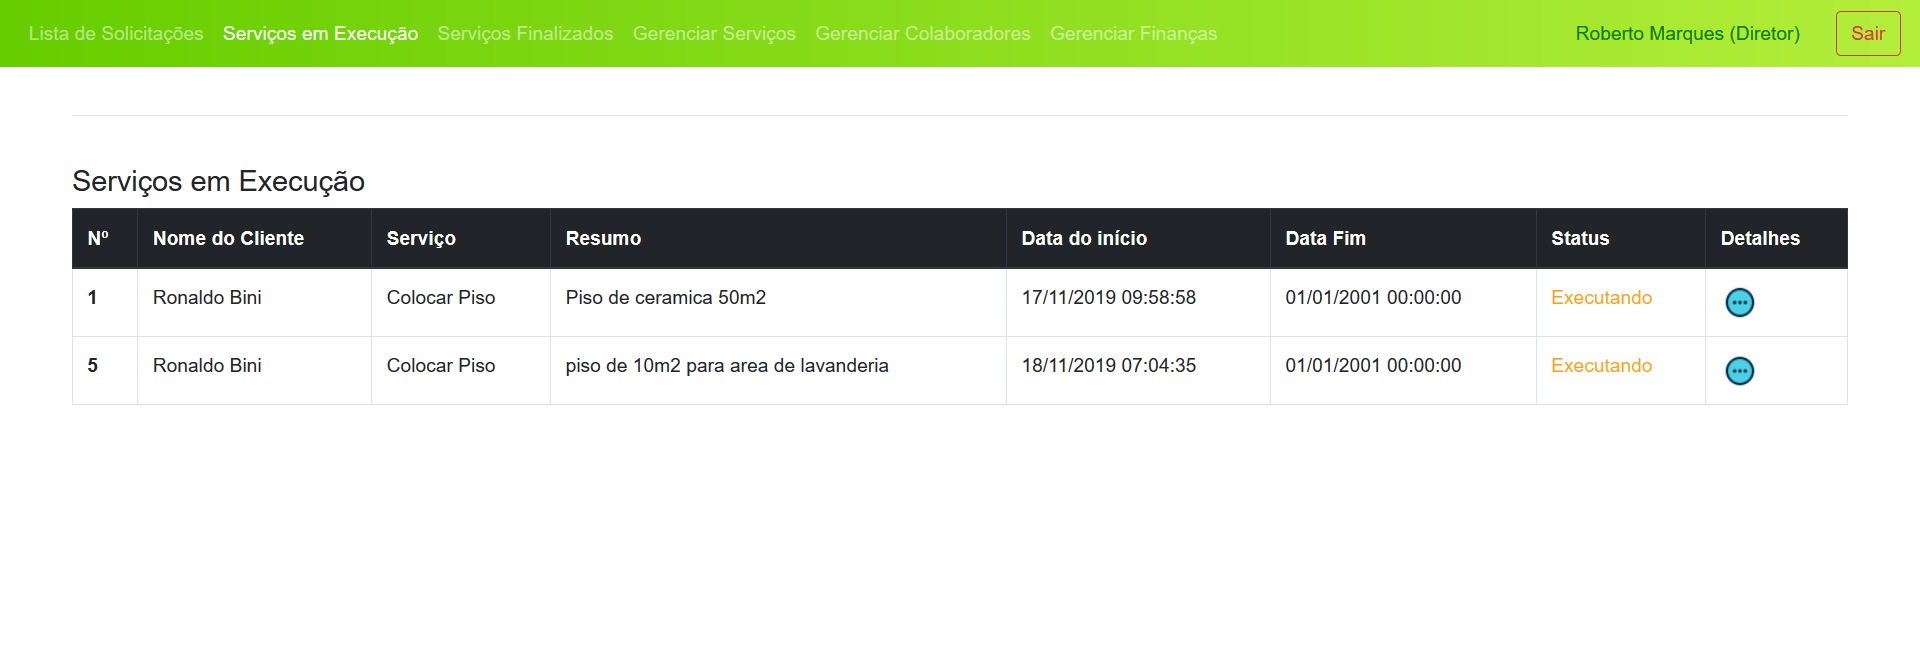 Lista de Solicitações Serviços em Execução Serviços Finalizados Gerenciar Serviços Gerenciar Colaboradores Gerenciar Finanças Roberto Marques (Diretor) Sair
Serviços em Execução
Nº Nome do Cliente Serviço Resumo Data do início Data Fim Status Detalhes
1 Ronaldo Bini Colocar Piso Piso de ceramica 50m2 17/11/2019 09:58:58 01/01/2001 00:00:00 Executando
5 Ronaldo Bini Colocar Piso piso de 10m2 para area de lavanderia 18/11/2019 07:04:35 01/01/2001 00:00:00 Executando